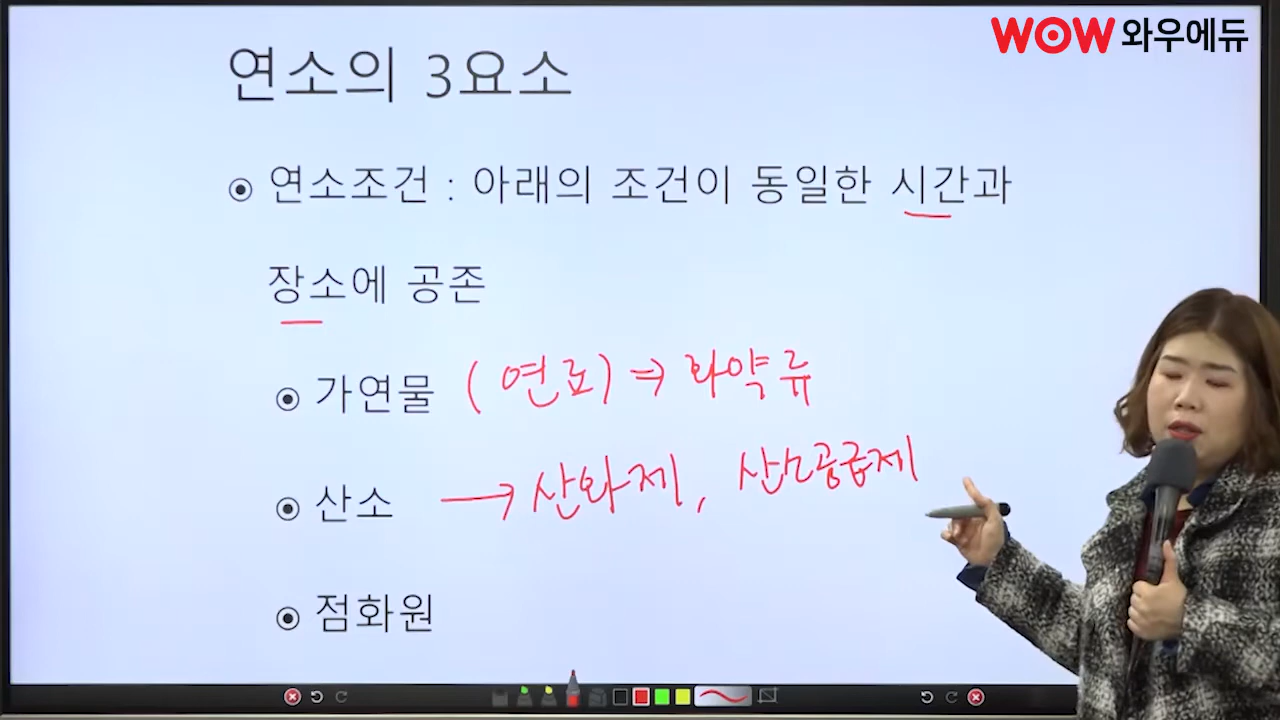 WOW 와우에듀
연소의 3요소
연소조건 : 아래의 조건이 동일한 시간과
장소에 공존
가연물 (연료) ⇒ 화약류
산소 → 산화제, 산소공급제
점화원